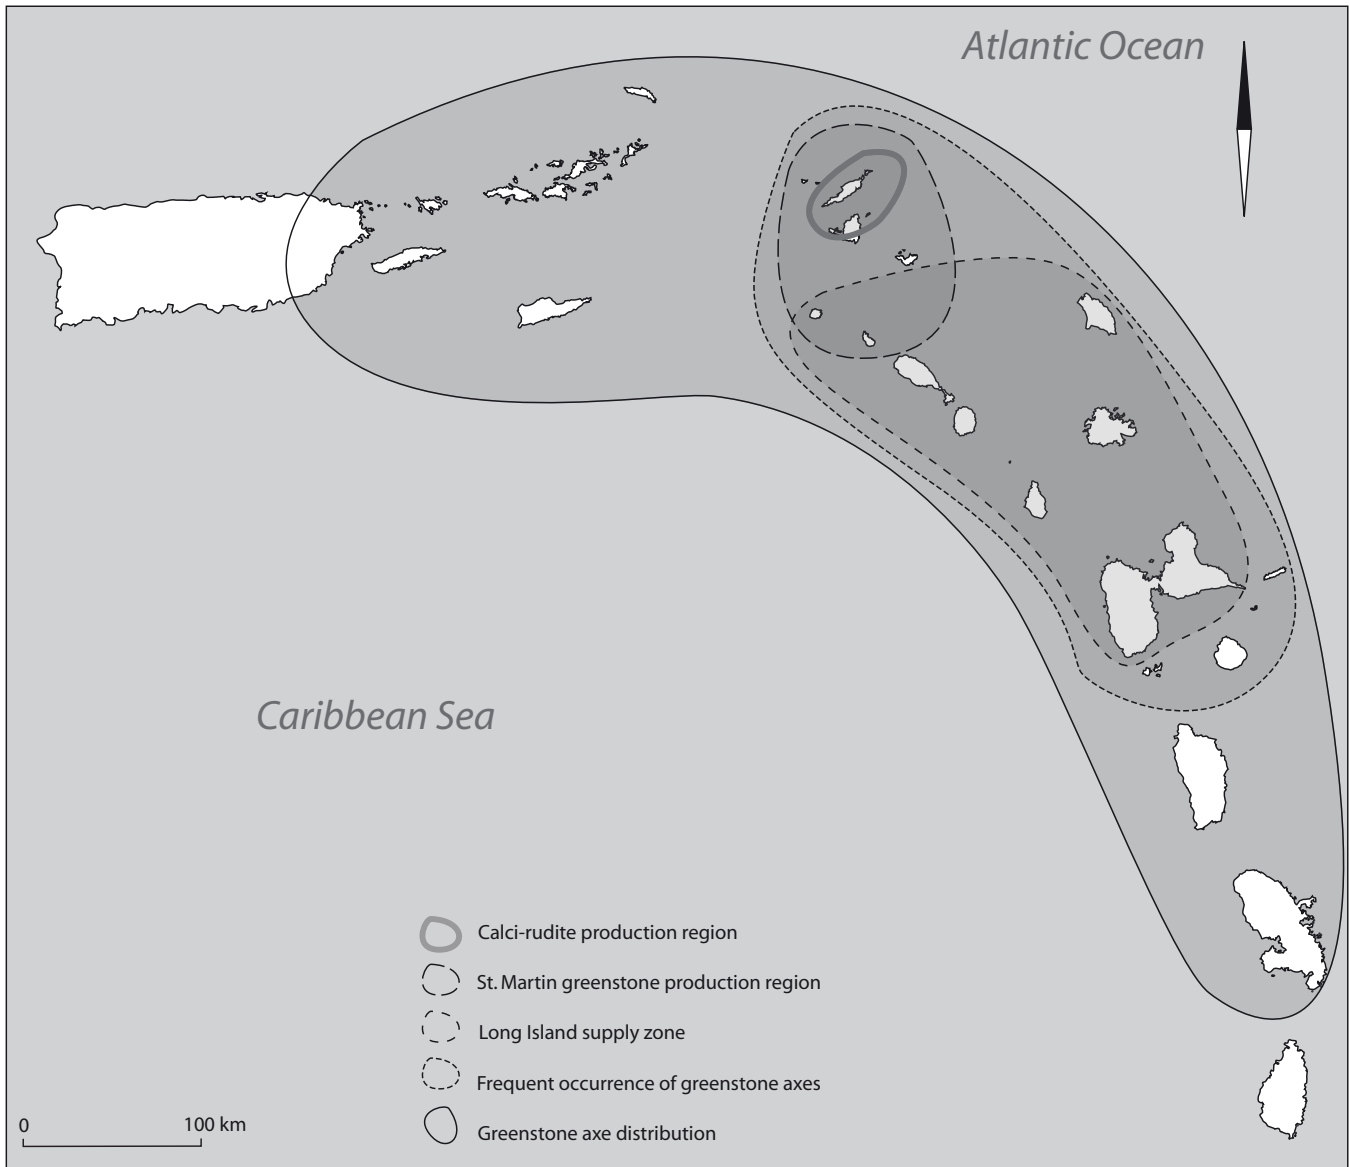 Atlantic Ocean
Caribbean Sea
Calci-rudite production region
St. Martin greenstone production region
Long Island supply zone
Frequent occurrence of greenstone axes
Greenstone axe distribution
0 100 km